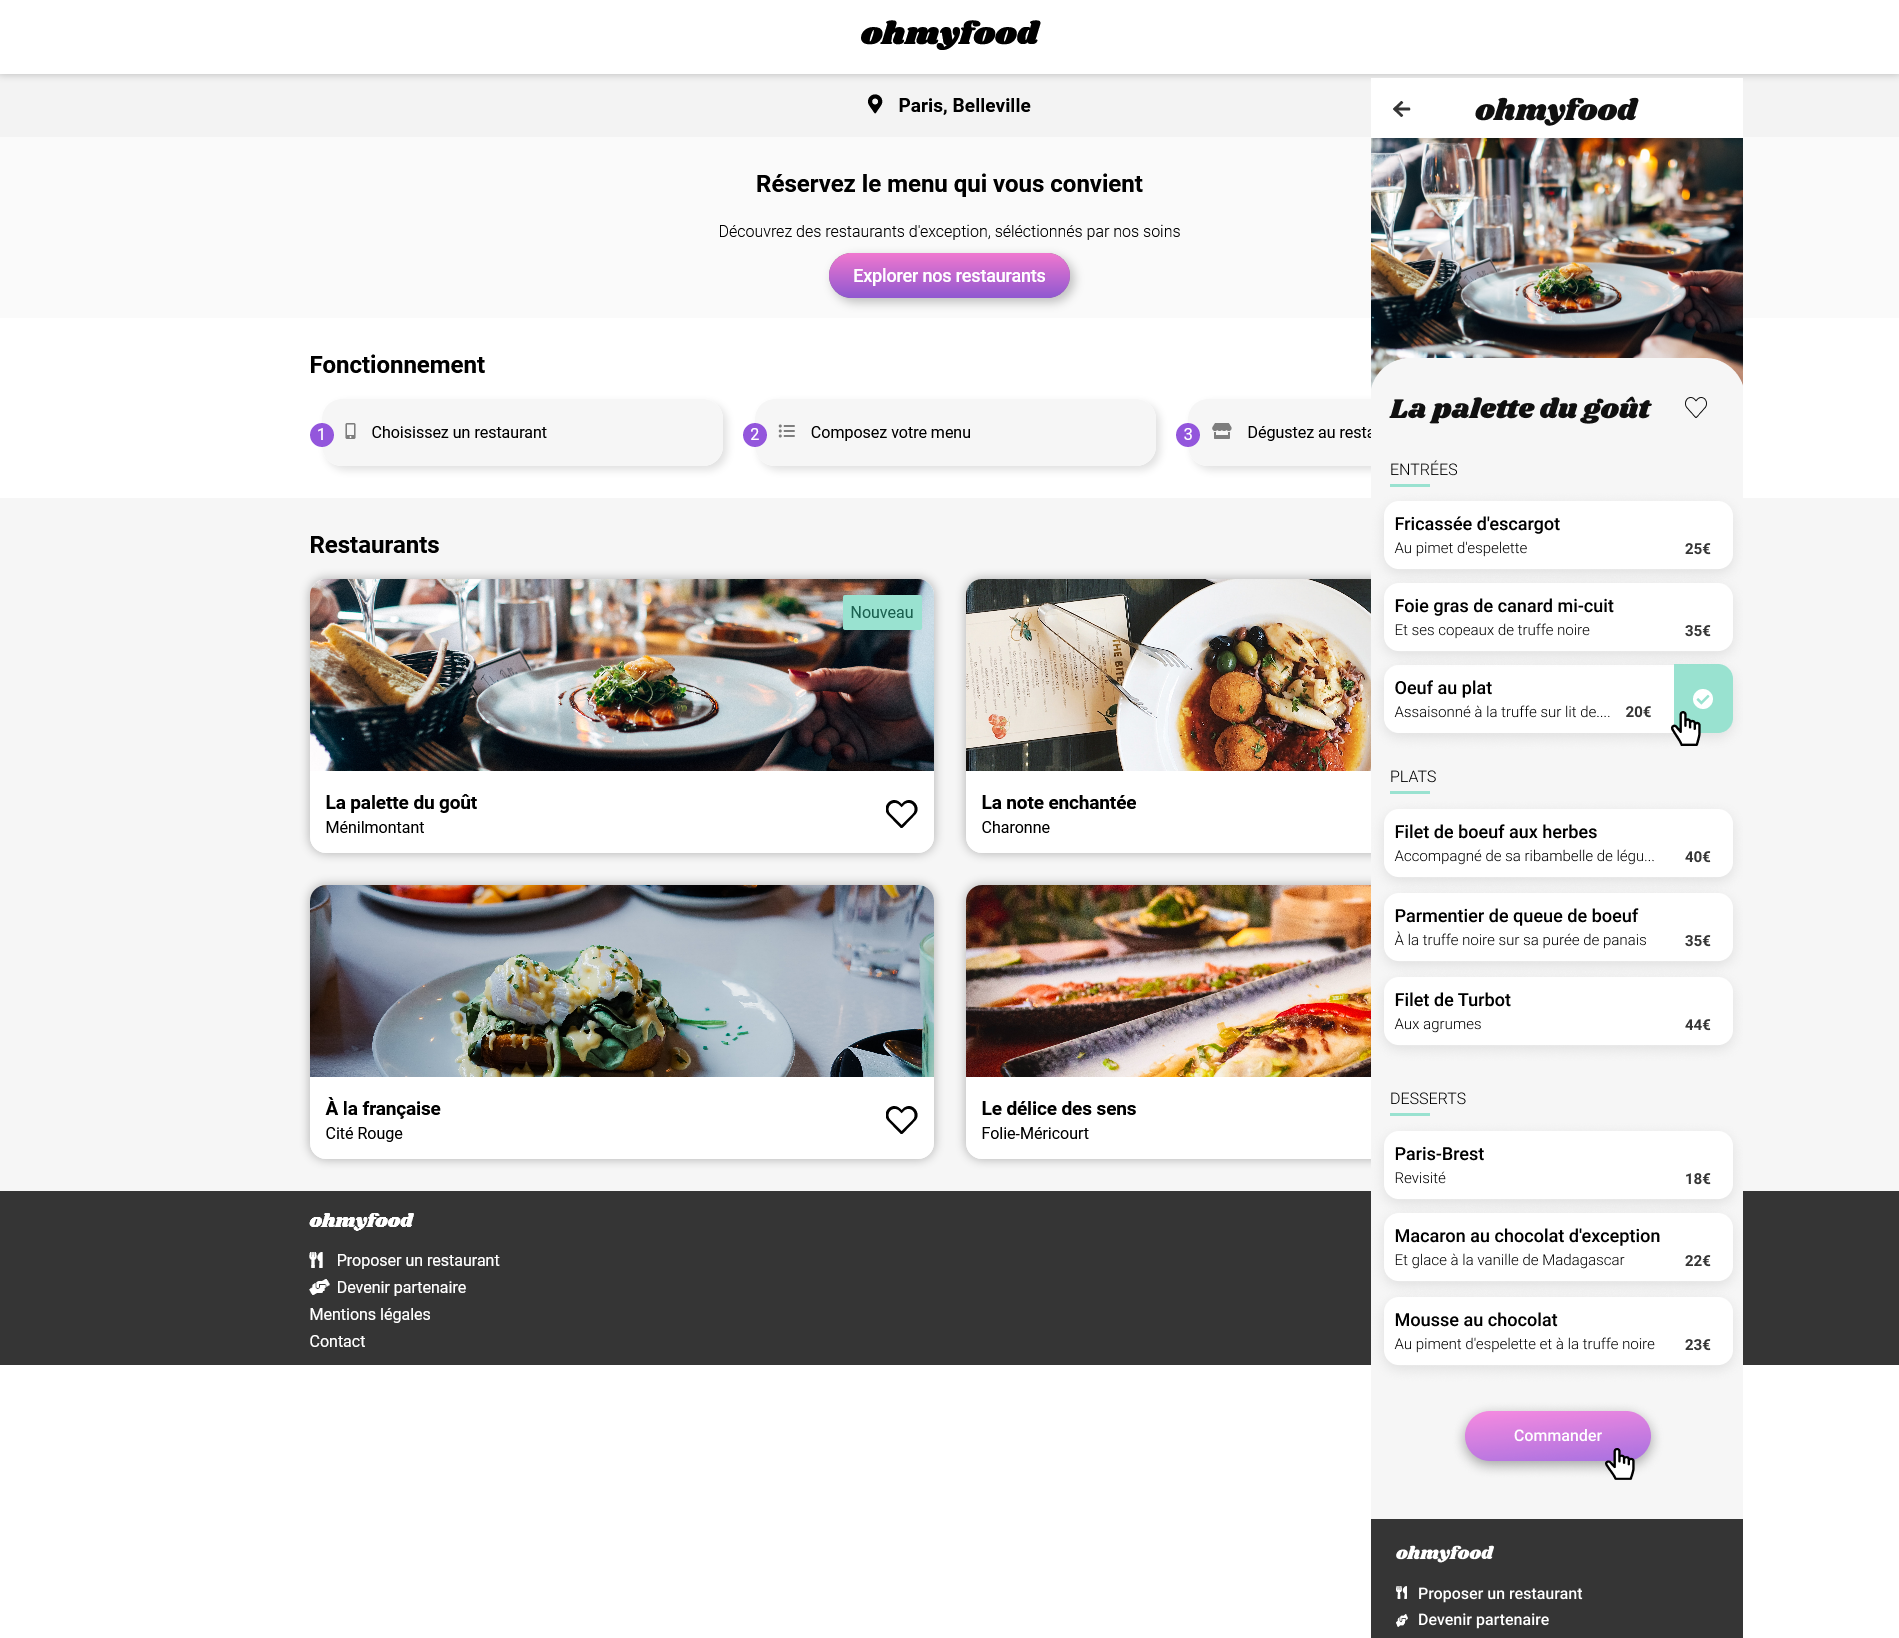 ohmyfood
Paris, Belleville
Réservez le menu qui vous convient
Découvrez des restaurants d'exception, séléctionnés par nos soins
Explorer nos restaurants
Fonctionnement
1 Choisissez un restaurant
2 Composez votre menu
3 Dégustez au resta
Restaurants
Nouveau
La palette du goût
Ménilmontant
THE BIT
La note enchantée
Charonne
À la française
Cité Rouge
Le délice des sens
Folie-Méricourt
ohmyfood
Proposer un restaurant
Devenir partenaire
Mentions légales
Contact
ohmyfood
La palette du goût
ENTRÉES
Fricassée d'escargot
Au pimet d'espelette 25€
Foie gras de canard mi-cuit
Et ses copeaux de truffe noire 35€
Oeuf au plat
Assaisonné à la truffe sur lit de.... 20€
PLATS
Filet de boeuf aux herbes
Accompagné de sa ribambelle de légu... 40€
Parmentier de queue de boeuf
À la truffe noire sur sa purée de panais 35€
Filet de Turbot
Aux agrumes 44€
DESSERTS
Paris-Brest
Revisité 18€
Macaron au chocolat d'exception
Et glace à la vanille de Madagascar 22€
Mousse au chocolat
Au piment d'espelette et à la truffe noire 23€
Commander
ohmyfood
Proposer un restaurant
Devenir partenaire